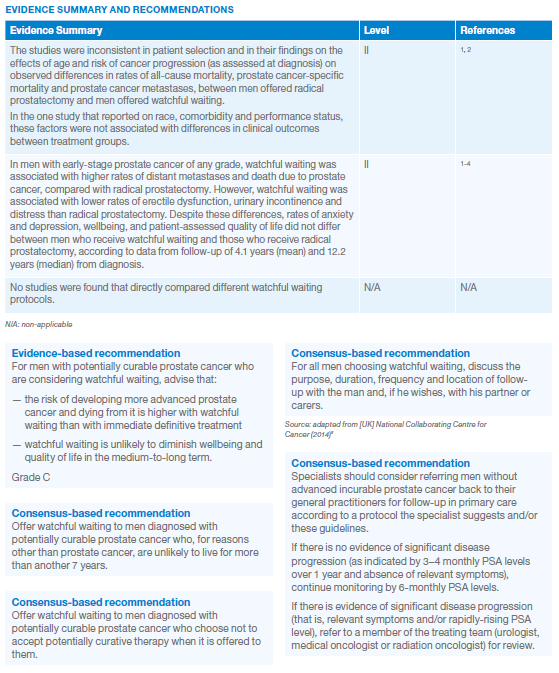 EVIDENCE SUMMARY AND RECOMMENDATIONS
Evidence Summary Level References
The studies were inconsistent in patient selection and in their findings on the II 1, 2
effects of age and risk of cancer progression (as assessed at diagnosis) on
observed differences in rates of all-cause mortality, prostate cancer-specific
mortality and prostate cancer metastases, between men offered radical
prostatectomy and men offered watchful waiting.
In the one study that reported on race, comorbidity and performance status,
these factors were not associated with differences in clinical outcomes
between treatment groups.
In men with early-stage prostate cancer of any grade, watchful waiting was II 1-4
associated with higher rates of distant metastases and death due to prostate
cancer, compared with radical prostatectomy. However, watchful waiting was
associated with lower rates of erectile dysfunction, urinary incontinence and
distress than radical prostatectomy. Despite these differences, rates of anxiety
and depression, wellbeing, and patient-assessed quality of life did not differ
between men who receive watchful waiting and those who receive radical
prostatectomy, according to data from follow-up of 4.1 years (mean) and 12.2
years (median) from diagnosis.
No studies were found that directly compared different watchful waiting N/A N/A
protocols.
N/A: non-applicable
Evidence-based recommendation
For men with potentially curable prostate cancer who
are considering watchful waiting, advise that:
— the risk of developing more advanced prostate
cancer and dying from it is higher with watchful
waiting than with immediate definitive treatment
— watchful waiting is unlikely to diminish wellbeing and
quality of life in the medium-to-long term.
Grade C
Consensus-based recommendation
Offer watchful waiting to men diagnosed with
potentially curable prostate cancer who, for reasons
other than prostate cancer, are unlikely to live for more
than another 7 years.
Consensus-based recommendation
Offer watchful waiting to men diagnosed with
potentially curable prostate cancer who choose not to
accept potentially curative therapy when it is offered to
them.
Consensus-based recommendation
For all men choosing watchful waiting, discuss the
purpose, duration, frequency and location of follow-
up with the man and, if he wishes, with his partner or
carers.
Source: adapted from [UK] National Collaborating Centre for
Cancer (2014)
Consensus-based recommendation
Specialists should consider referring men without
advanced incurable prostate cancer back to their
general practitioners for follow-up in primary care
according to a protocol the specialist suggests and/or
these guidelines.
If there is no evidence of significant disease
progression (as indicated by 3–4 monthly PSA levels
over 1 year and absence of relevant symptoms),
continue monitoring by 6-monthly PSA levels.
If there is evidence of significant disease progression
(that is, relevant symptoms and/or rapidly-rising PSA
level), refer to a member of the treating team (urologist,
medical oncologist or radiation oncologist) for review.